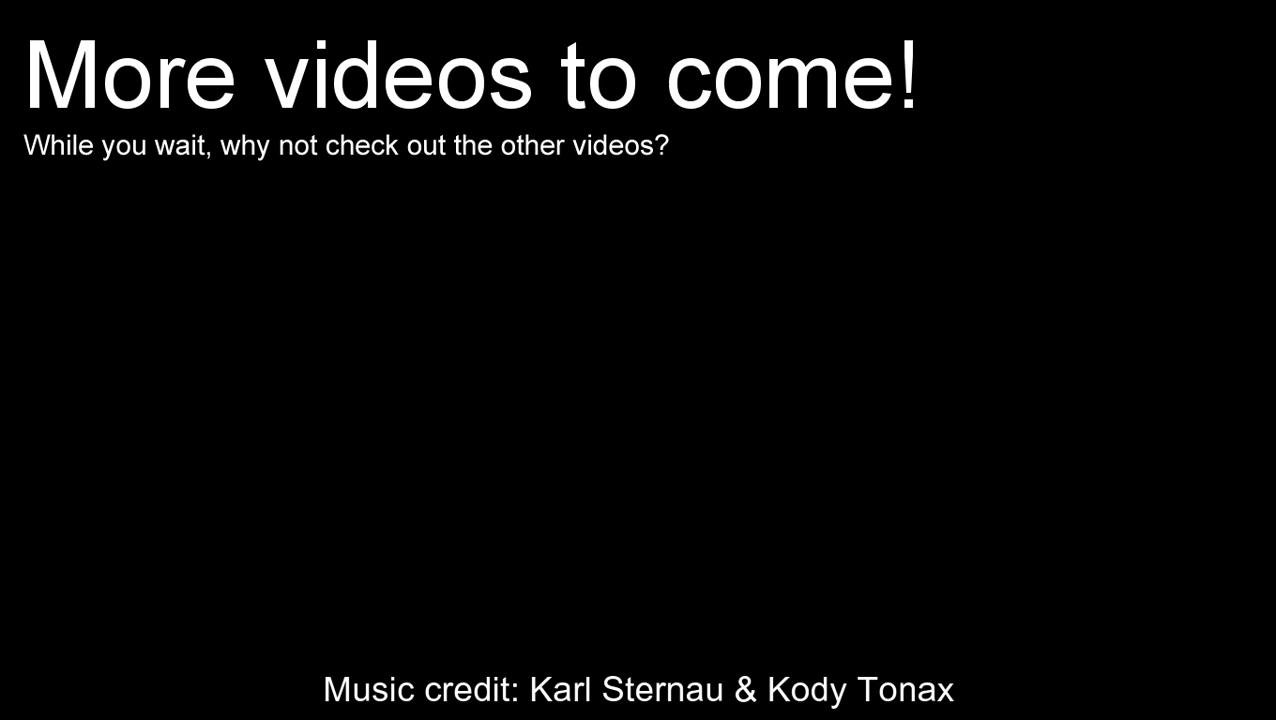 More videos to come!
While you wait, why not check out the other videos?
Music credit: Karl Sternau & Kody Tonax